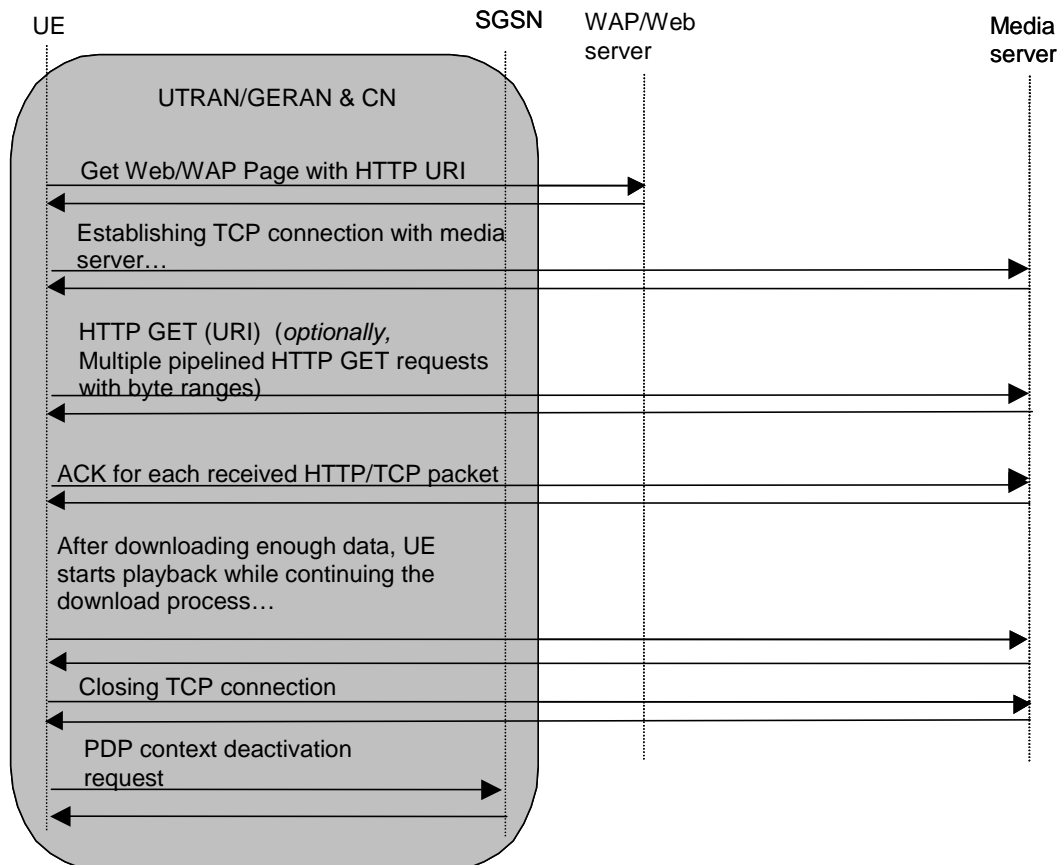 UE
SGSN
WAP/Web
server
Media
server
UTRAN/GERAN & CN
Get Web/WAP Page with HTTP URI
Establishing TCP connection with media
server…
HTTP GET (URI) (optionally,
Multiple pipelined HTTP GET requests
with byte ranges)
ACK for each received HTTP/TCP packet
After downloading enough data, UE
starts playback while continuing the
download process…
Closing TCP connection
PDP context deactivation
request